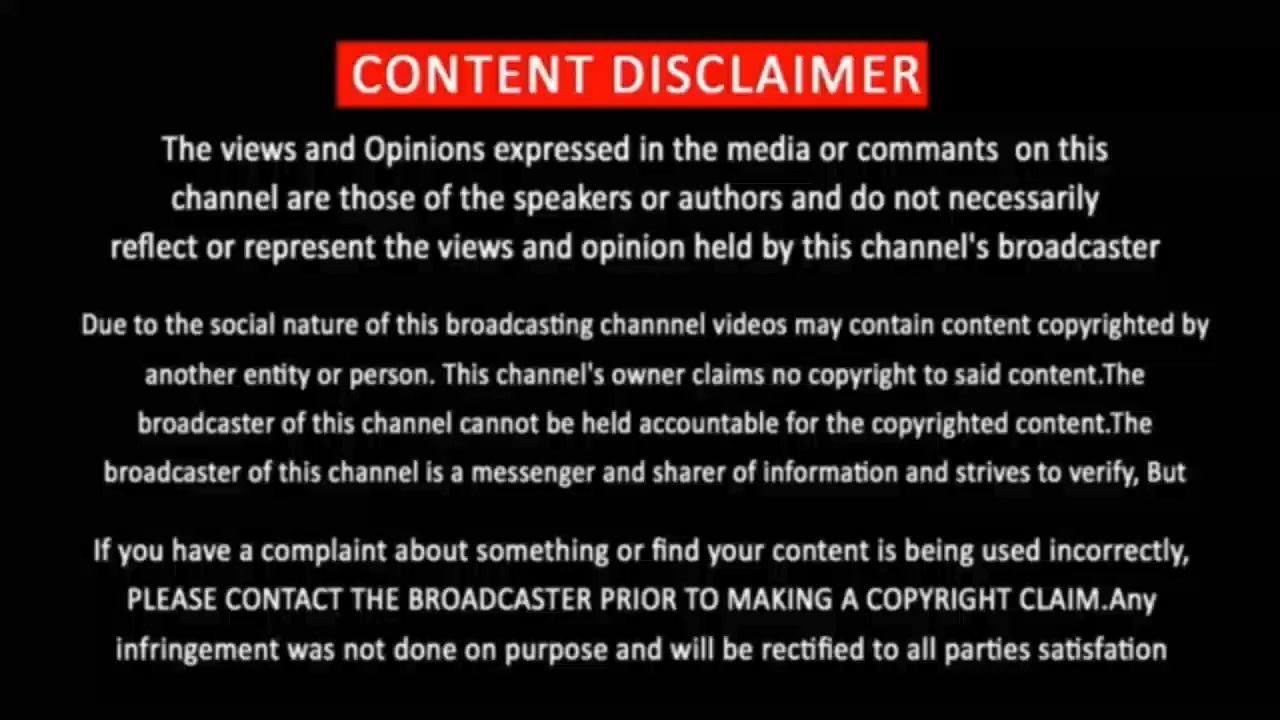 CONTENT DISCLAIMER
The views and Opinions expressed in the media or commants on this
channel are those of the speakers or authors and do not necessarily
reflect or represent the views and opinion held by this channel's broadcaster
Due to the social nature of this broadcasting channnel videos may contain content copyrighted by
another entity or person. This channel's owner claims no copyright to said content.The
broadcaster of this channel cannot be held accountable for the copyrighted content.The
broadcaster of this channel is a messenger and sharer of information and strives to verify, But
If you have a complaint about something or find your content is being used incorrectly,
PLEASE CONTACT THE BROADCASTER PRIOR TO MAKING A COPYRIGHT CLAIM.Any
infringement was not done on purpose and will be rectified to all parties satisfation